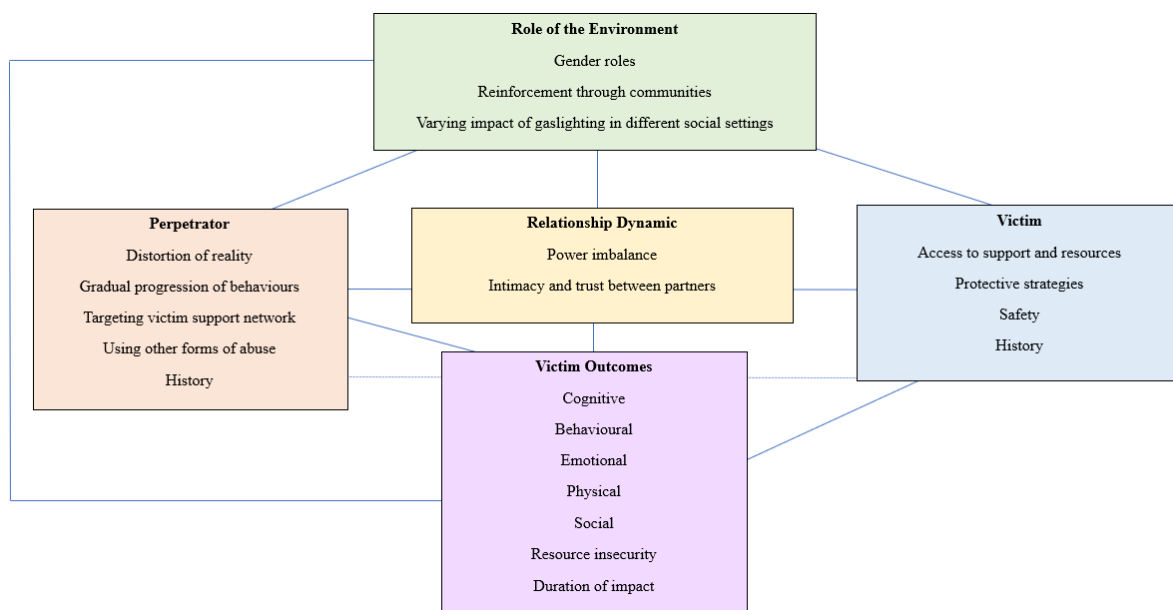 Role of the Environment
Gender roles
Reinforcement through communities
Varying impact of gaslighting in different social settings
Perpetrator
Distortion of reality
Gradual progression of behaviours
Targeting victim support network
Using other forms of abuse
History
Relationship Dynamic
Power imbalance
Intimacy and trust between partners
Victim
Access to support and resources
Protective strategies
Safety
History
Victim Outcomes
Cognitive
Behavioural
Emotional
Physical
Social
Resource insecurity
Duration of impact